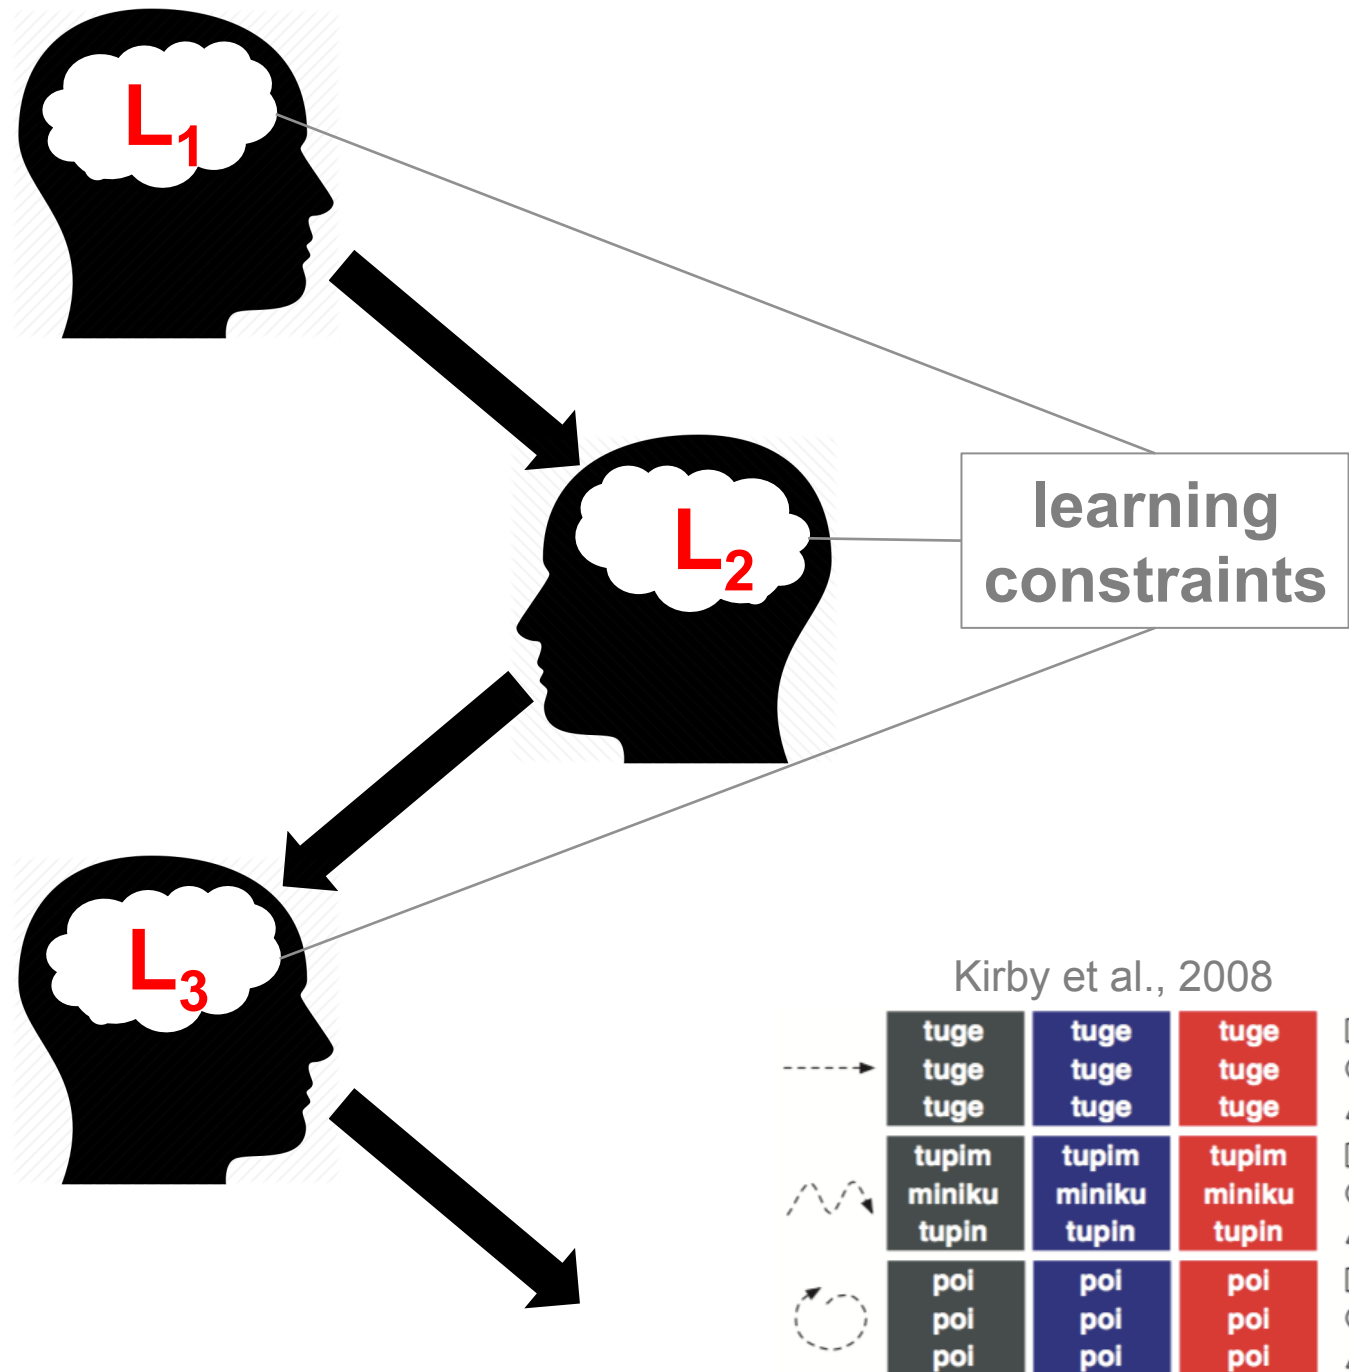 L1
L2
learning
constraints
L3
Kirby et al., 2008
tuge tuge tuge
tuge tuge tuge
tuge tuge tuge
tupim tupim tupim
miniku miniku miniku
tupin tupin tupin
poi poi poi
poi poi poi
poi poi poi